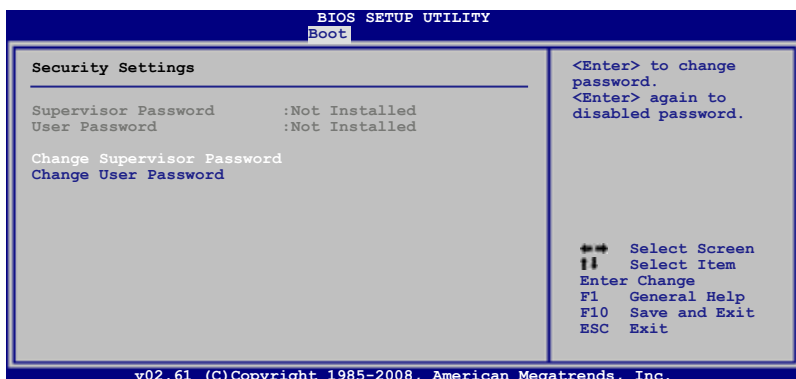 BIOS SETUP UTILITY
Boot
Security Settings
Supervisor Password :Not Installed
User Password :Not Installed
Change Supervisor Password
Change User Password
<Enter> to change
password.
<Enter> again to
disabled password.
Select Screen
Select Item
Enter Change
F1 General Help
F10 Save and Exit
ESC Exit
v02.61 (C)Copyright 1985-2008, American Megatrends, Inc.